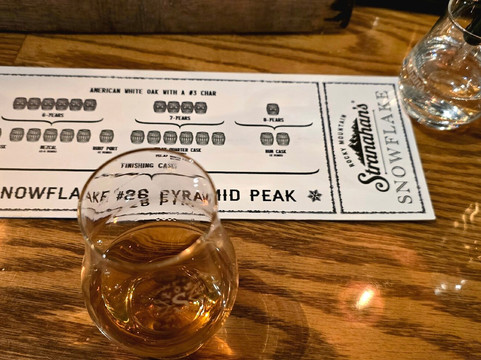 AMERICAN WHITE OAK WITH A #3 CHAR
6-YEARS
7-YEARS
8-YEARS
MEZCAL
RUBY PORT
QUARTER CASK
RUM CASK
FINISHING CASKS
SNOWFLAKE #26 PYRAMID PEAK
ROCKY MOUNTAIN
Stranahan's
SNOWFLAKE